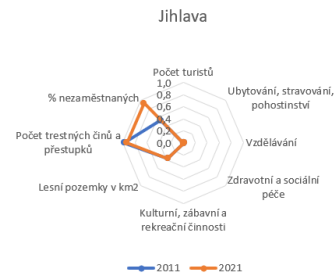 Jihlava
Počet turistů
1,0
0,8
0,6
0,4
0,2
0,0
Ubytování, stravování,
pohostinství
Vzdělávání
Zdravotní a sociální
péče
Kulturní, zábavní a
rekreační činnosti
Lesní pozemky v km2
Počet trestných činů a
přestupků
% nezaměstnaných
2011
2021